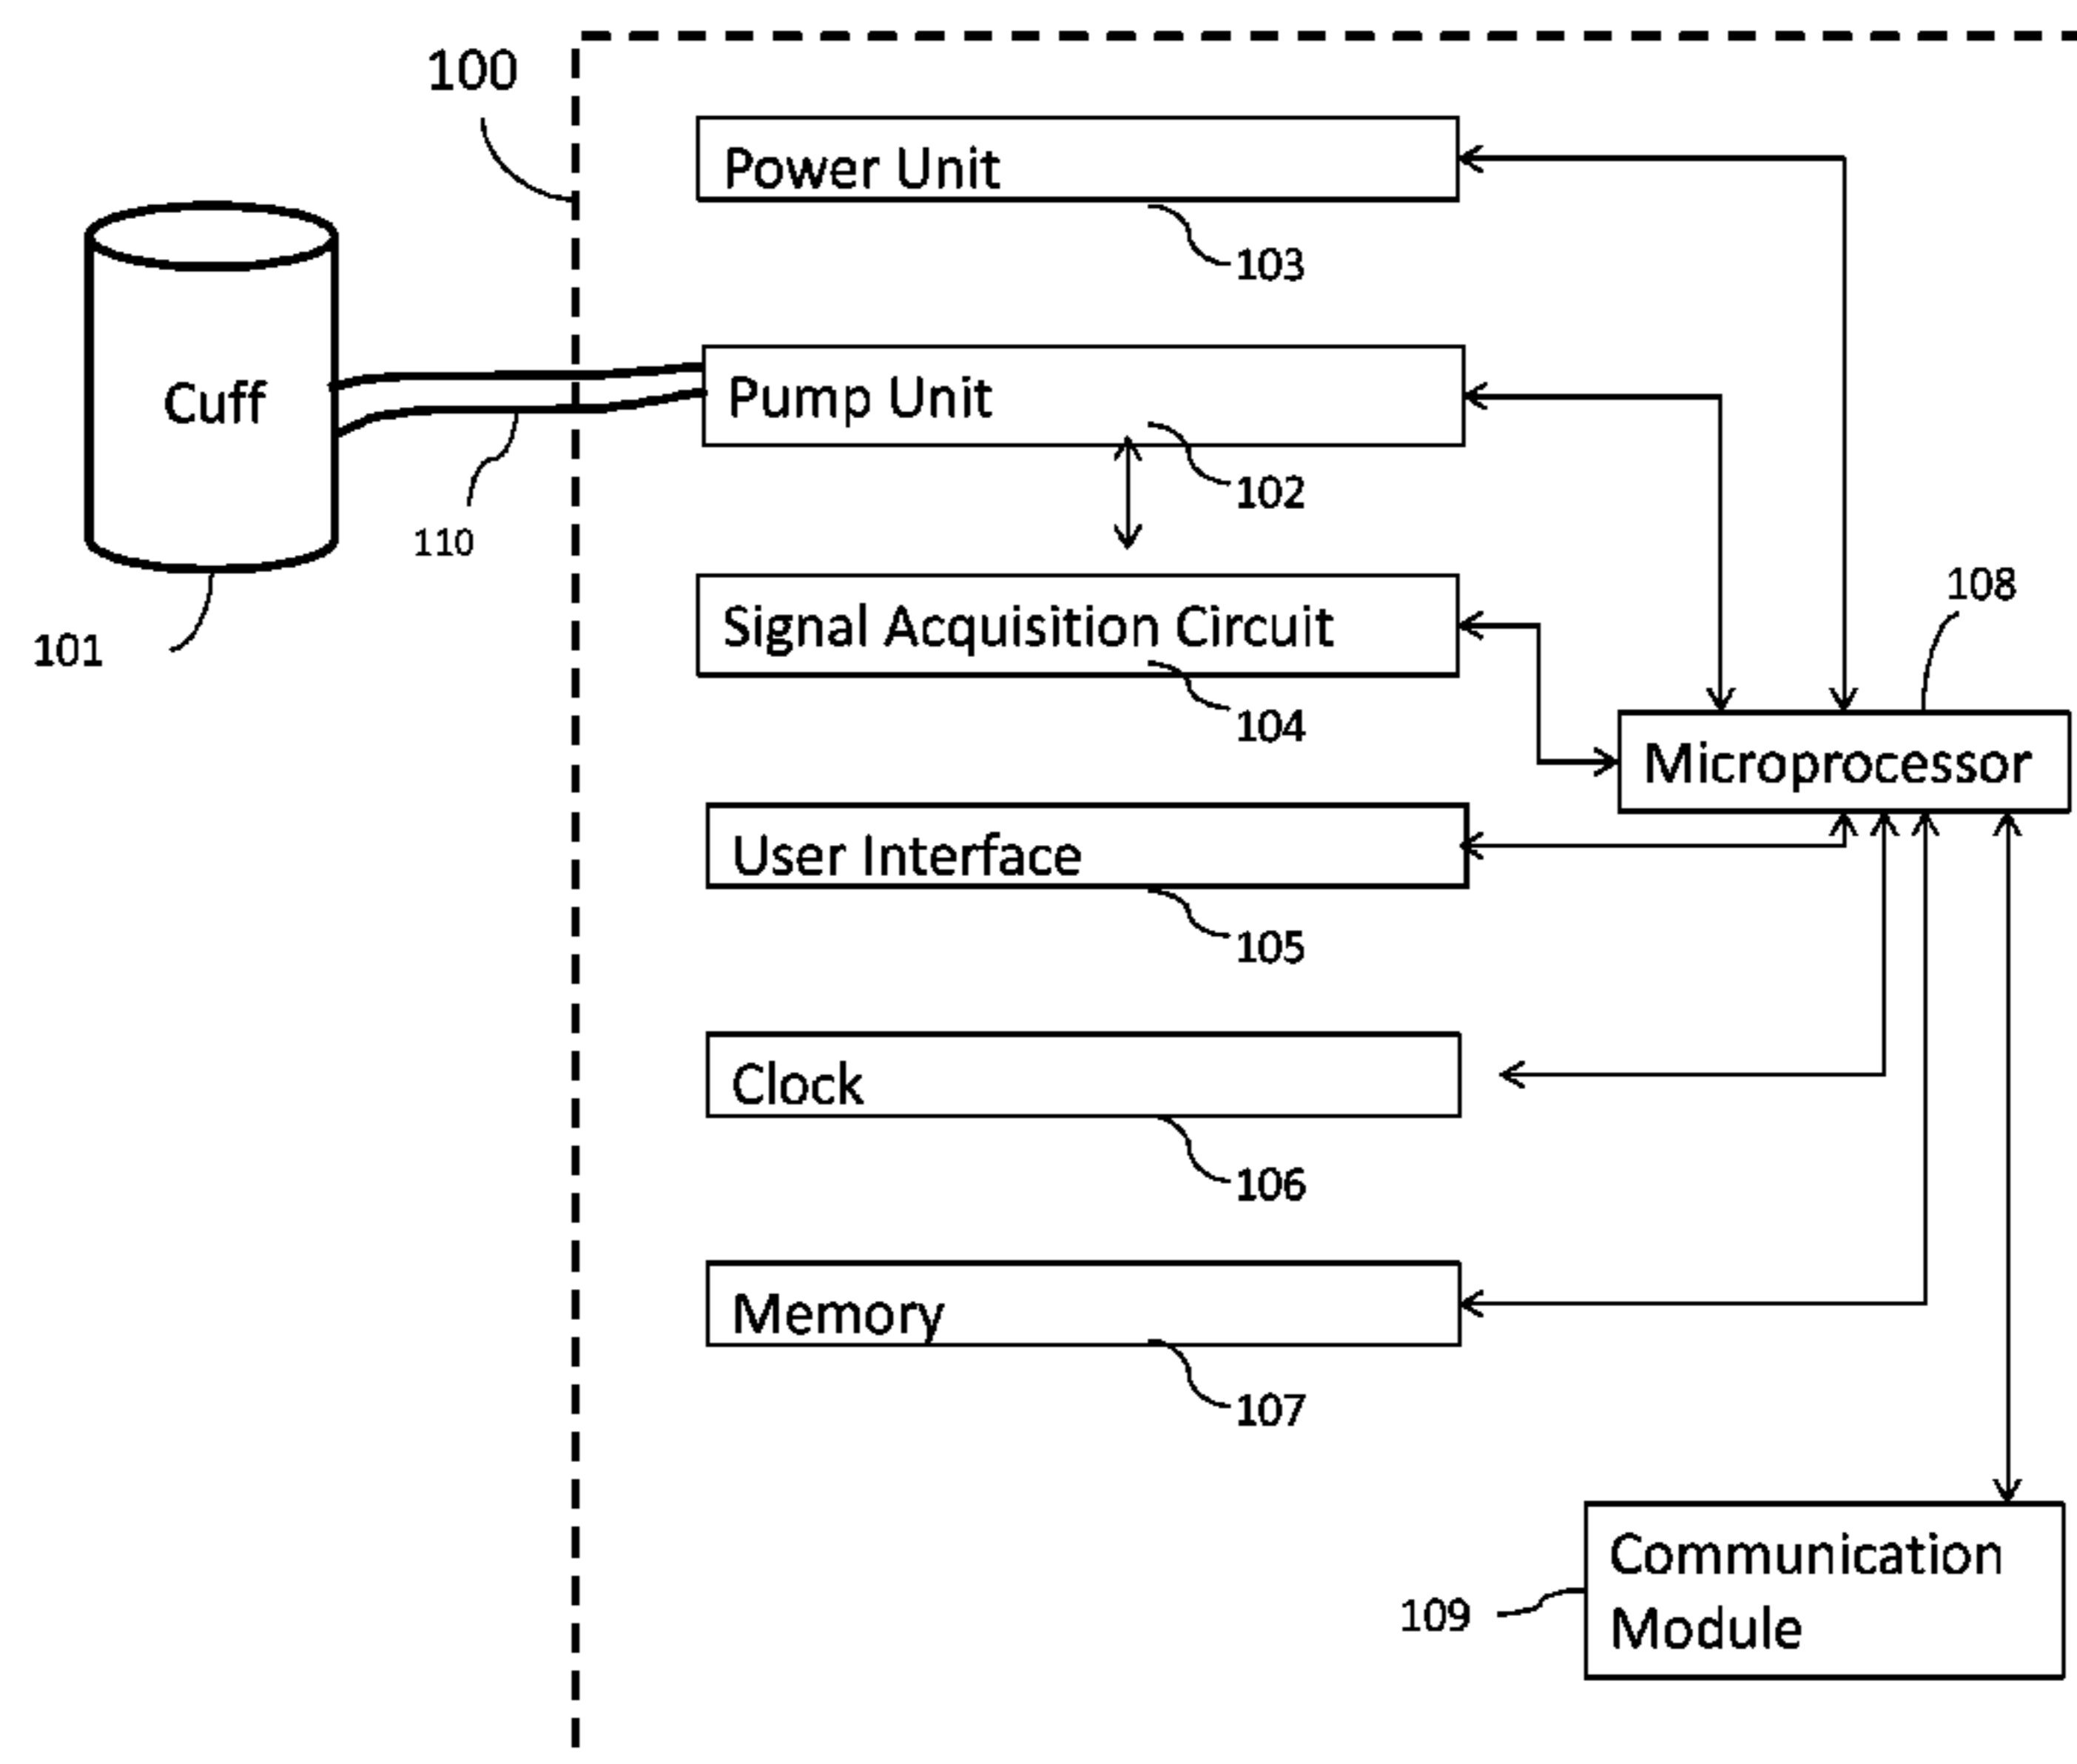 100
Power Unit
103
Cuff
Pump Unit
102
110
101
Signal Acquisition Circuit
104
108
Microprocessor
User Interface
105
Clock
106
Memory
107
Communication
Module
109